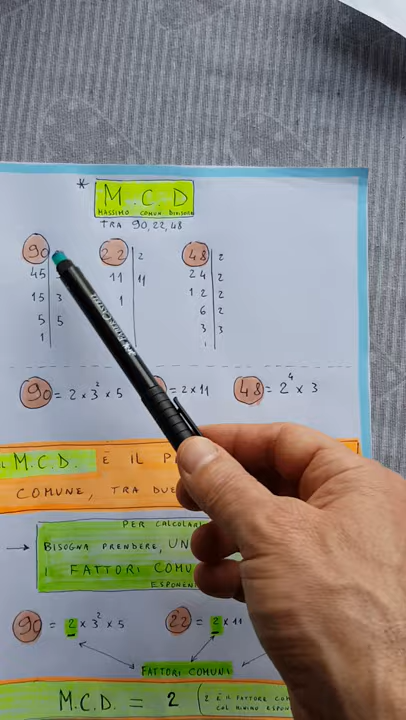 * M.C.D
MASSIMO COMUN DIVISORE
TRA 90, 22, 48
90 22 2 48 2
45 11 11 24 2
15 3 1 12 2
5 5 6 2
1 3 3
1
90 = 2 x 3² x 5 = 2 x 11 48 = 2⁴ x 3
M.C.D. È IL
COMUNE, TRA DUE
PER CALCOLAR
BISOGNA PRENDERE, UN
I FATTORI COMU
ESPONEN
90 = 2 x 3² x 5 22 = 2 x 11
FATTORI COMUNI
M.C.D. = 2 (2 È IL FATTORE COM
COL MINIMO ESPON